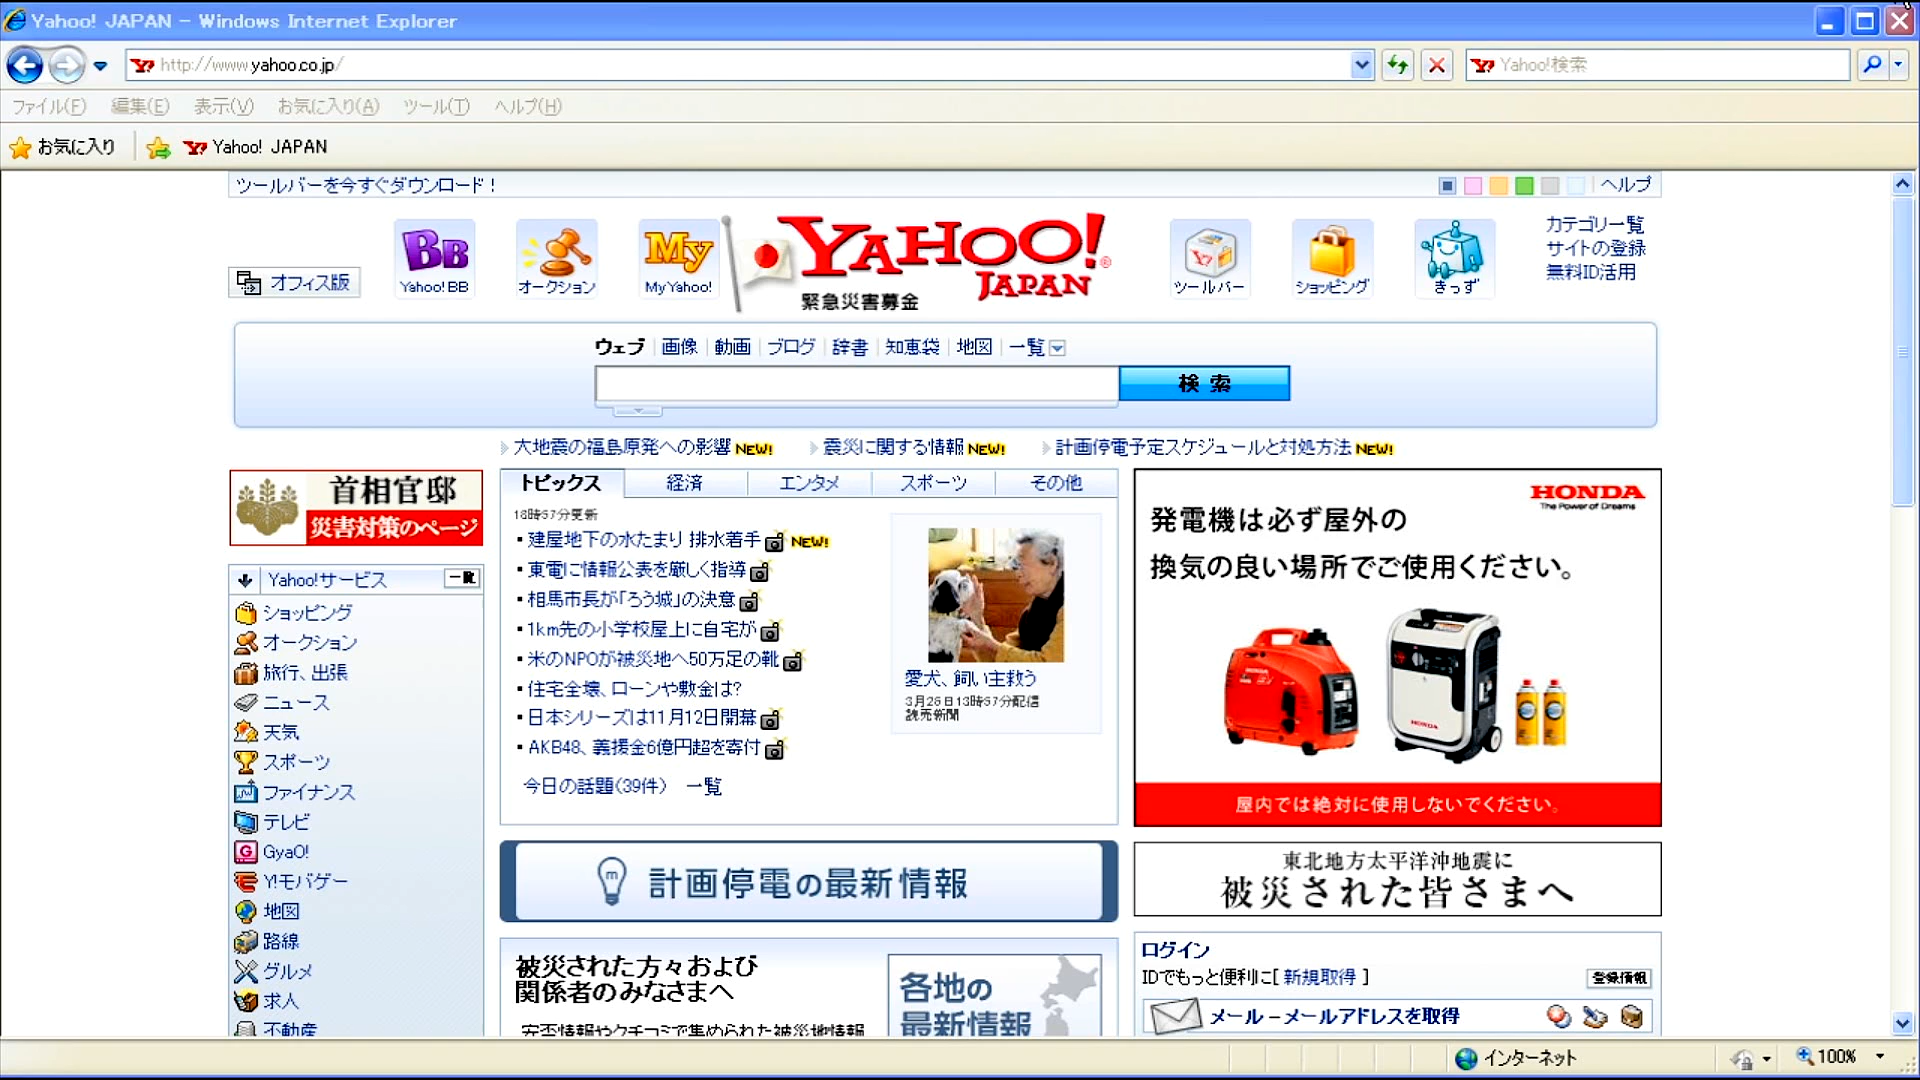 Yahoo! JAPAN - Windows Internet Explorer
http://www.yahoo.co.jp/
Yahoo!検索
ファイル(F) 編集(E) 表示(V) お気に入り(A) ツール(T) ヘルプ(H)
お気に入り Yahoo! JAPAN
ツールバーを今すぐダウンロード！ ヘルプ
オフィス版
BB
Yahoo! BB
オークション
My
My Yahoo!
YAHOO!
JAPAN
緊急災害募金
ツールバー
ショッピング
きっず
カテゴリ一覧
サイトの登録
無料ID活用
ウェブ 画像 動画 ブログ 辞書 知恵袋 地図 一覧
検 索
大地震の福島原発への影響 NEW! 震災に関する情報 NEW! 計画停電予定スケジュールと対処方法 NEW!
首相官邸
災害対策のページ
Yahoo!サービス 一覧
ショッピング
オークション
旅行、出張
ニュース
天気
スポーツ
ファイナンス
テレビ
GyaO!
Y!モバゲー
地図
路線
グルメ
求人
不動産
トピックス 経済 エンタメ スポーツ その他
18時57分更新
建屋地下の水たまり 排水着手 NEW!
東電に情報公表を厳しく指導
相馬市長が「ろう城」の決意
1km先の小学校屋上に自宅が
米のNPOが被災地へ50万足の靴
住宅全壊、ローンや敷金は?
日本シリーズは11月12日開幕
AKB48、義援金6億円超を寄付
今日の話題(39件) 一覧
愛犬、飼い主救う
3月26日13時57分配信
読売新聞
計画停電の最新情報
被災された方々および
関係者のみなさまへ
安否情報やクチコミで集められた被災地情報
各地の
最新情報
HONDA
The Power of Dreams
発電機は必ず屋外の
換気の良い場所でご使用ください。
HONDA
屋内では絶対に使用しないでください。
東北地方太平洋沖地震に
被災された皆さまへ
ログイン
IDでもっと便利に[ 新規取得 ] 登録情報
メール－メールアドレスを取得
インターネット 100%